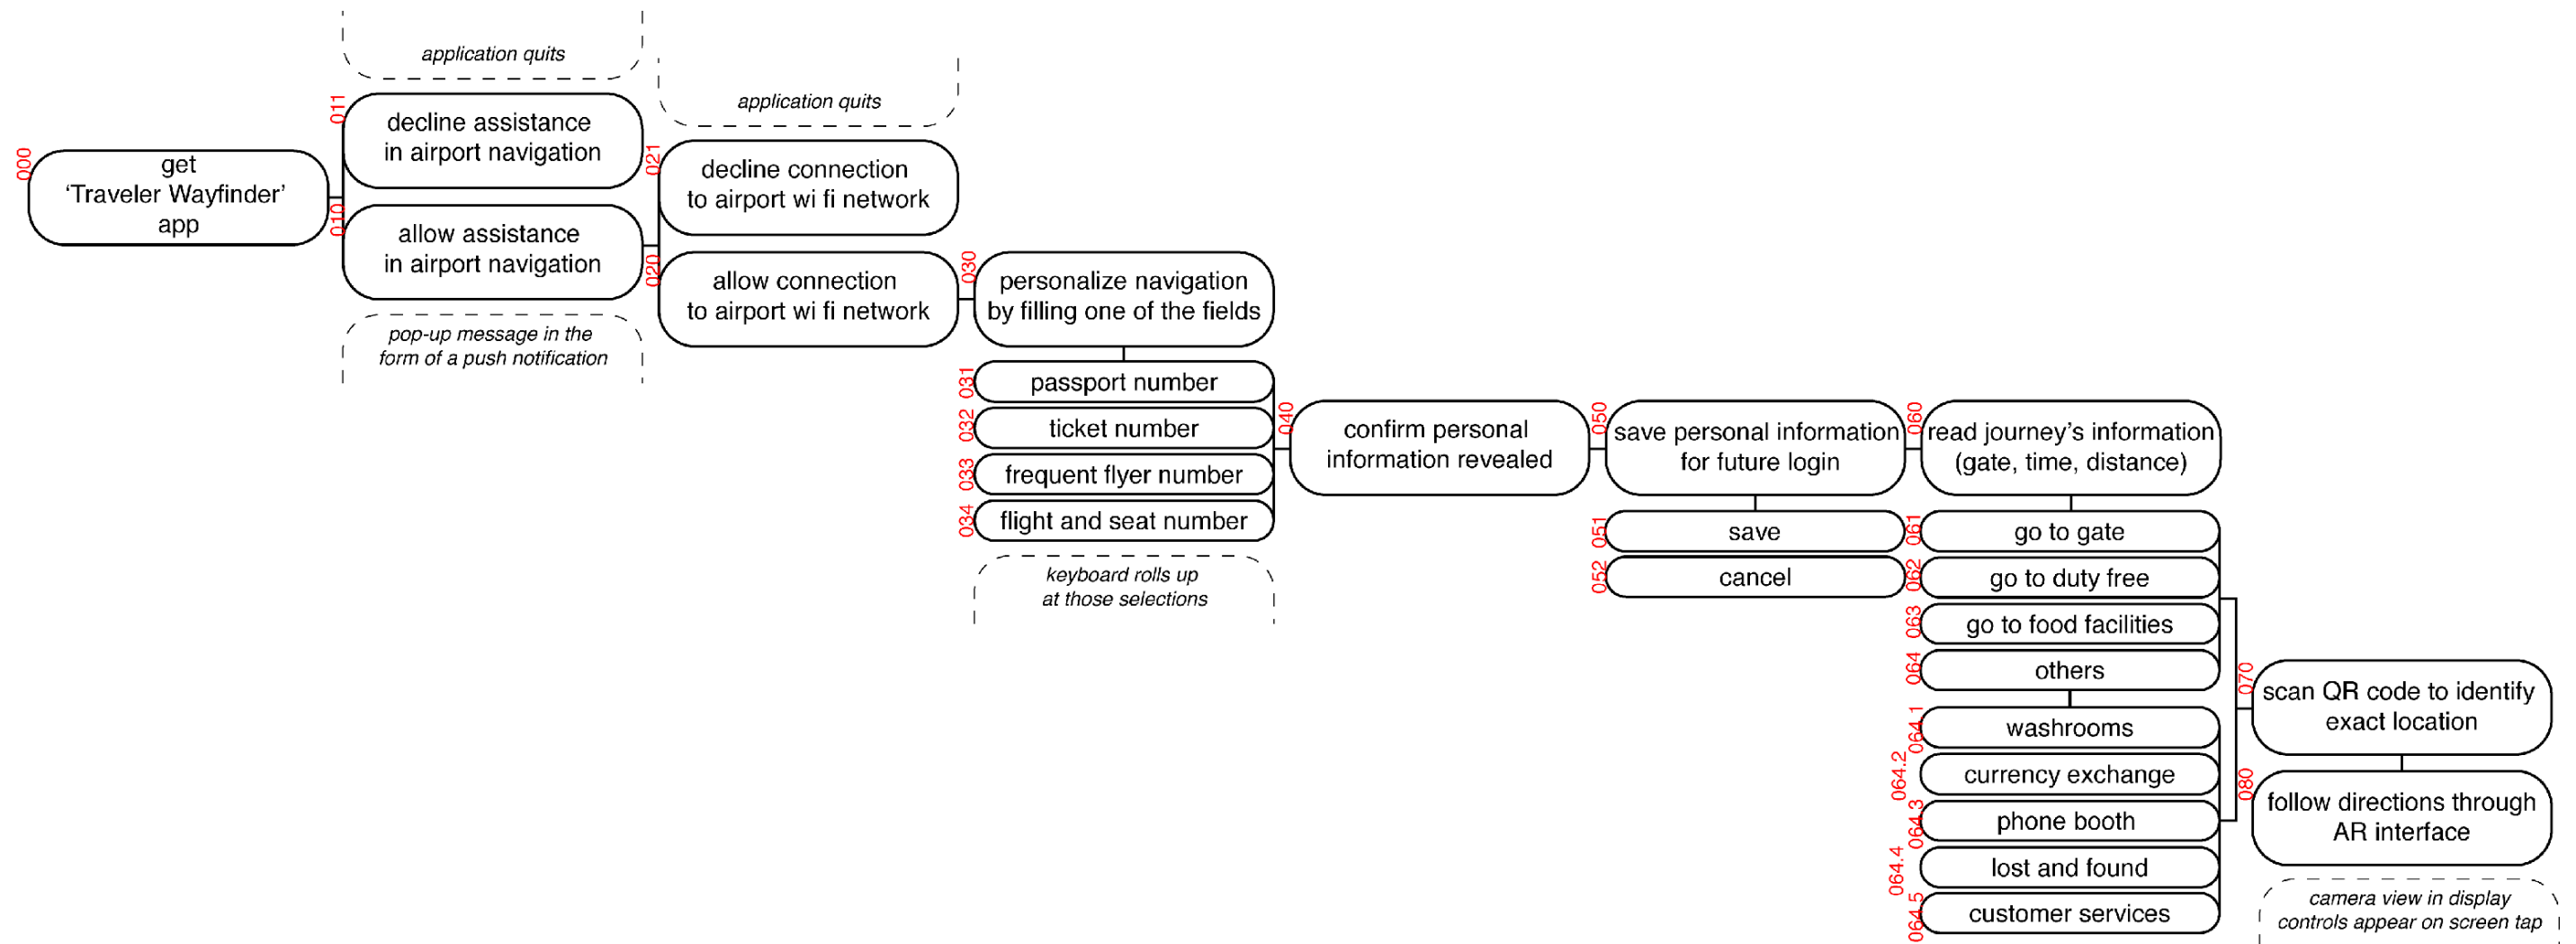 application quits
011
decline assistance
in airport navigation
000
get
‘Traveler Wayfinder’
app
010
allow assistance
in airport navigation
pop-up message in the
form of a push notification
application quits
021
decline connection
to airport wi fi network
020
allow connection
to airport wi fi network
030
personalize navigation
by filling one of the fields
031
passport number
032
ticket number
033
frequent flyer number
034
flight and seat number
keyboard rolls up
at those selections
040
confirm personal
information revealed
050
save personal information
for future login
051
save
052
cancel
060
read journey’s information
(gate, time, distance)
061
go to gate
062
go to duty free
063
go to food facilities
064
others
064.1
washrooms
064.2
currency exchange
064.3
phone booth
064.4
lost and found
064.5
customer services
070
scan QR code to identify
exact location
080
follow directions through
AR interface
camera view in display
controls appear on screen tap